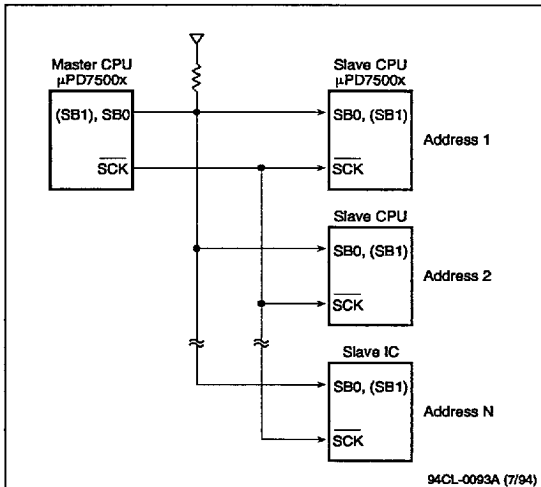 Master CPU
μPD7500x
(SB1), SB0
SCK
Slave CPU
μPD7500x
SB0, (SB1)
SCK
Address 1
Slave CPU
SB0, (SB1)
SCK
Address 2
Slave IC
SB0, (SB1)
SCK
Address N
94CL-0093A (7/94)